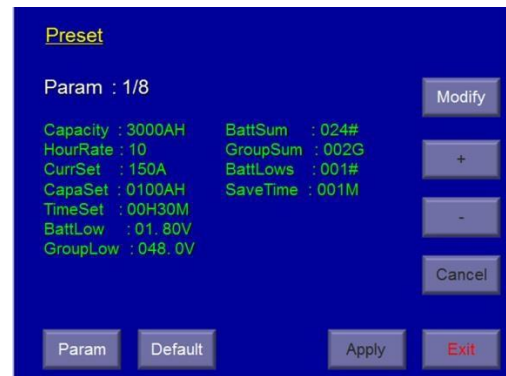 Preset
Param : 1/8
Modify
Capacity : 3000AH
HourRate : 10
CurrSet : 150A
CapaSet : 0100AH
TimeSet : 00H30M
BattLow : 01. 80V
GroupLow : 048. 0V
BattSum : 024#
GroupSum : 002G
BattLows : 001#
SaveTime : 001M
+
-
Cancel
Param
Default
Apply
Exit